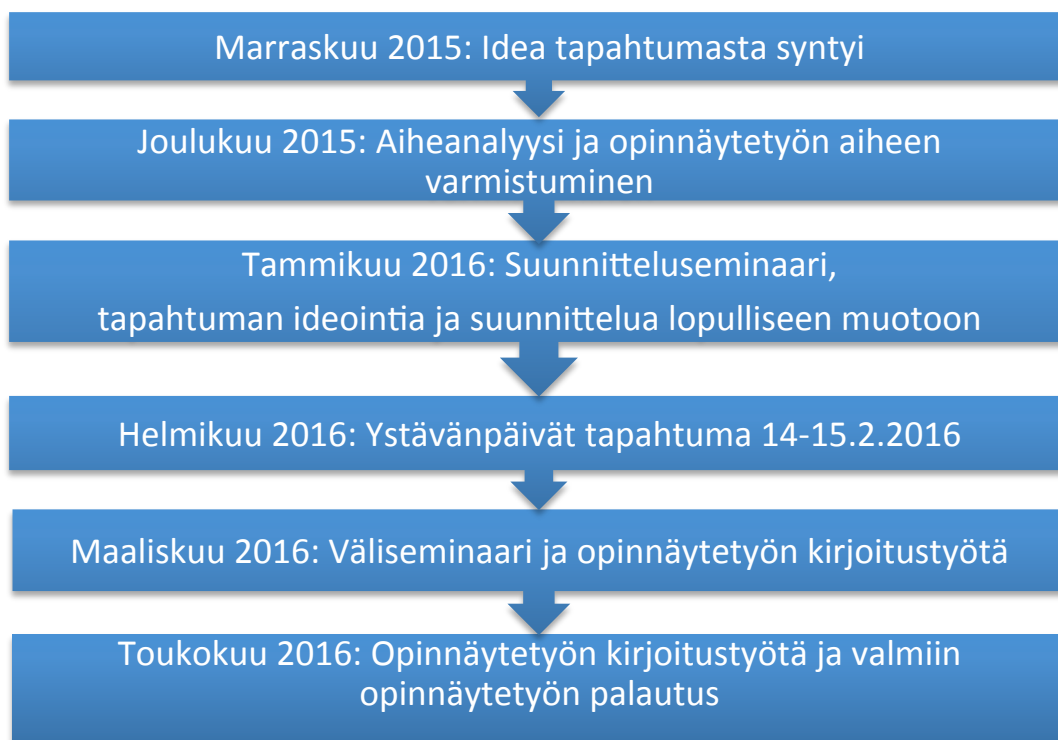 Marraskuu 2015: Idea tapahtumasta syntyi
Joulukuu 2015: Aiheanalyysi ja opinnäytetyön aiheen
varmistuminen
Tammikuu 2016: Suunnitteluseminaari,
tapahtuman ideointia ja suunnittelua lopulliseen muotoon
Helmikuu 2016: Ystävänpäivät tapahtuma 14-15.2.2016
Maaliskuu 2016: Väliseminaari ja opinnäytetyön kirjoitustyötä
Toukokuu 2016: Opinnäytetyön kirjoitustyötä ja valmiin
opinnäytetyön palautus